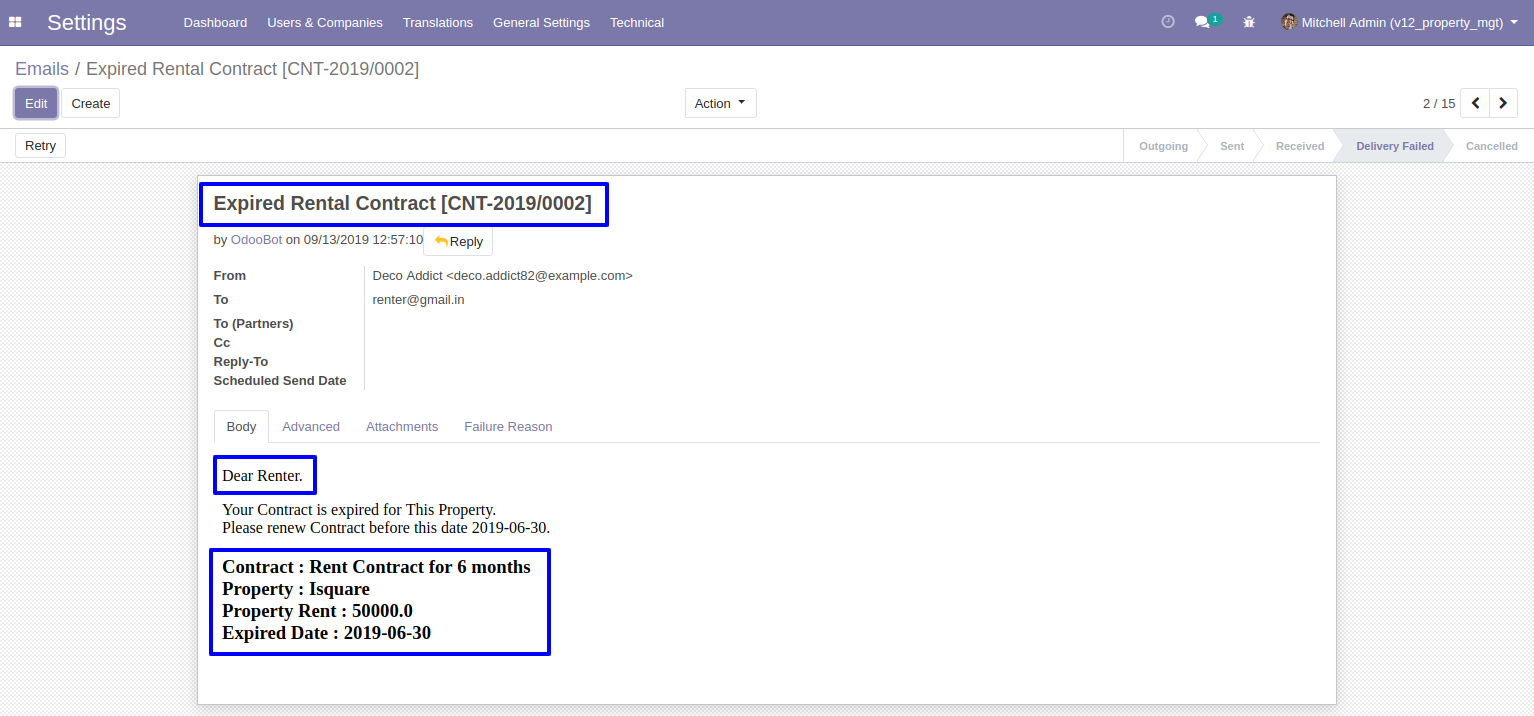 Settings Dashboard Users & Companies Translations General Settings Technical 1 Mitchell Admin (v12_property_mgt)
Emails / Expired Rental Contract [CNT-2019/0002]
Edit Create Action 2 / 15
Retry Outgoing Sent Received Delivery Failed Cancelled
Expired Rental Contract [CNT-2019/0002]
by OdooBot on 09/13/2019 12:57:10 Reply
From Deco Addict <deco.addict82@example.com>
To renter@gmail.in
To (Partners)
Cc
Reply-To
Scheduled Send Date
Body Advanced Attachments Failure Reason
Dear Renter.
Your Contract is expired for This Property.
Please renew Contract before this date 2019-06-30.
Contract : Rent Contract for 6 months
Property : Isquare
Property Rent : 50000.0
Expired Date : 2019-06-30